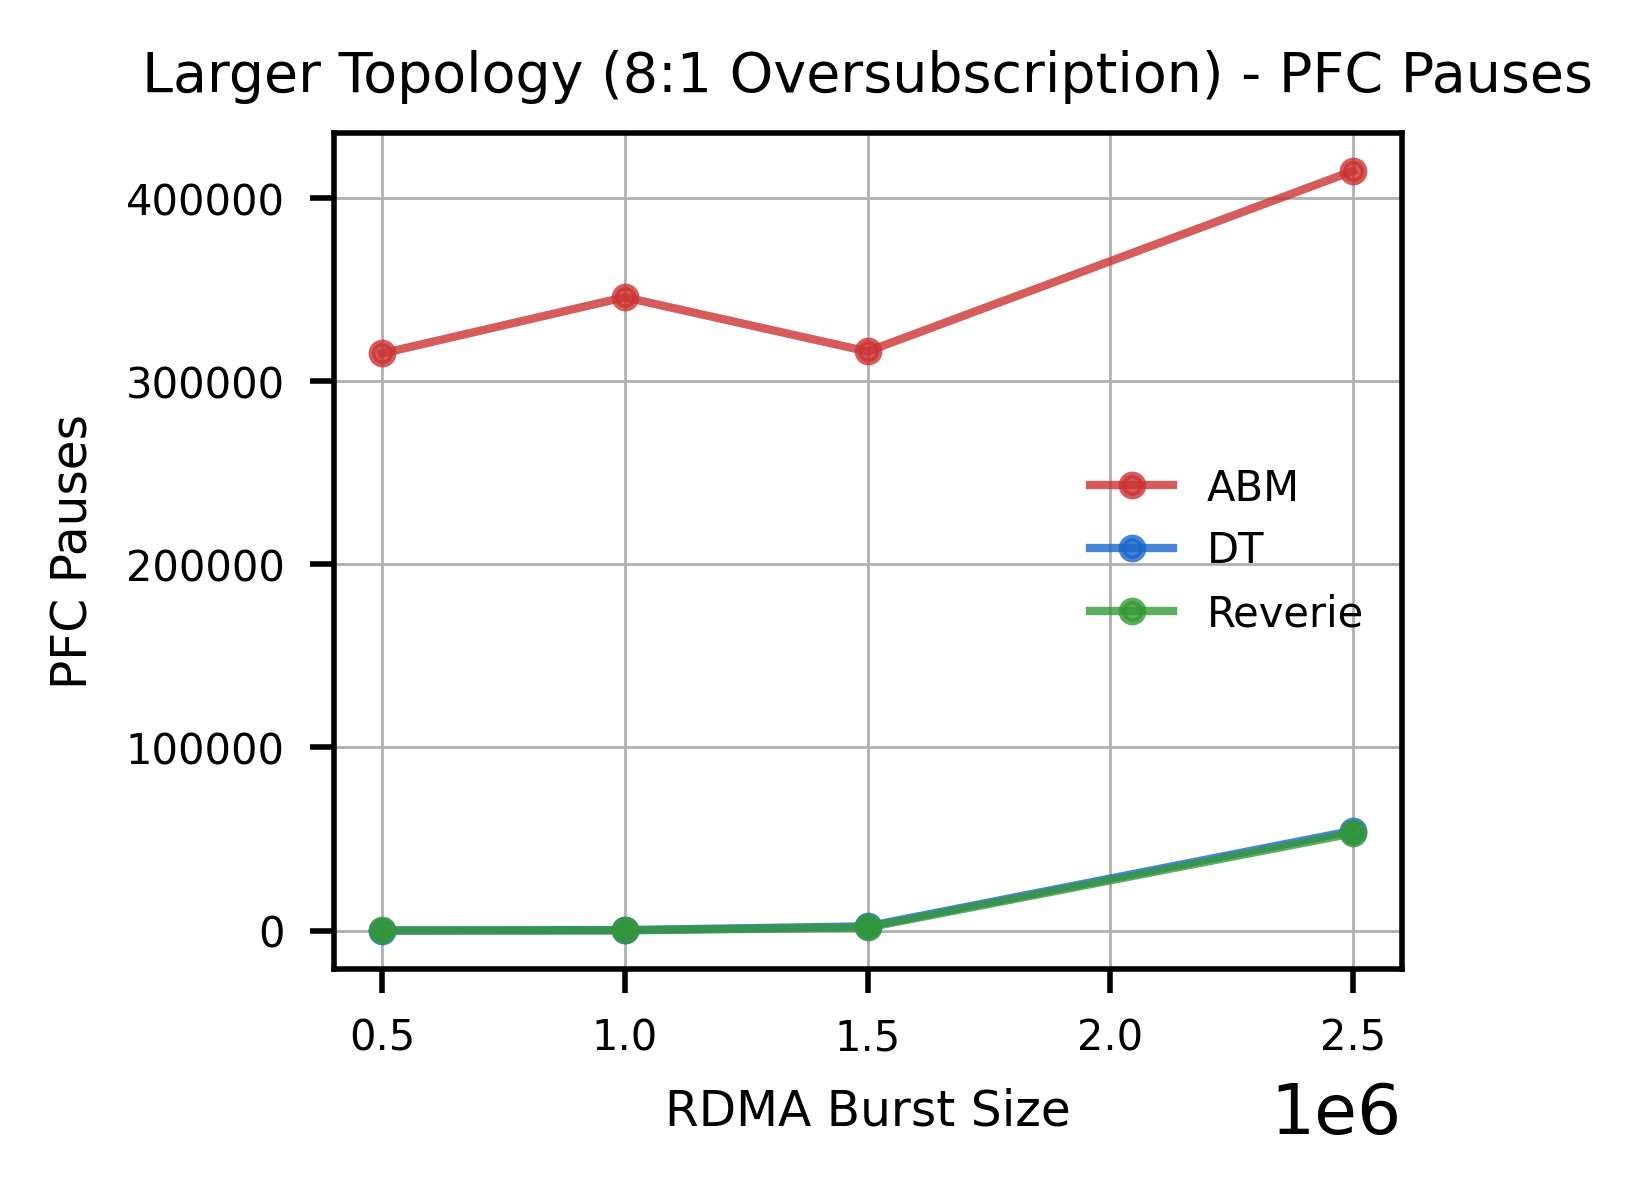 Larger Topology (8:1 Oversubscription) - PFC Pauses
PFC Pauses
400000
300000
200000
100000
0
ABM
DT
Reverie
0.5 1.0 1.5 2.0 2.5
RDMA Burst Size
1e6